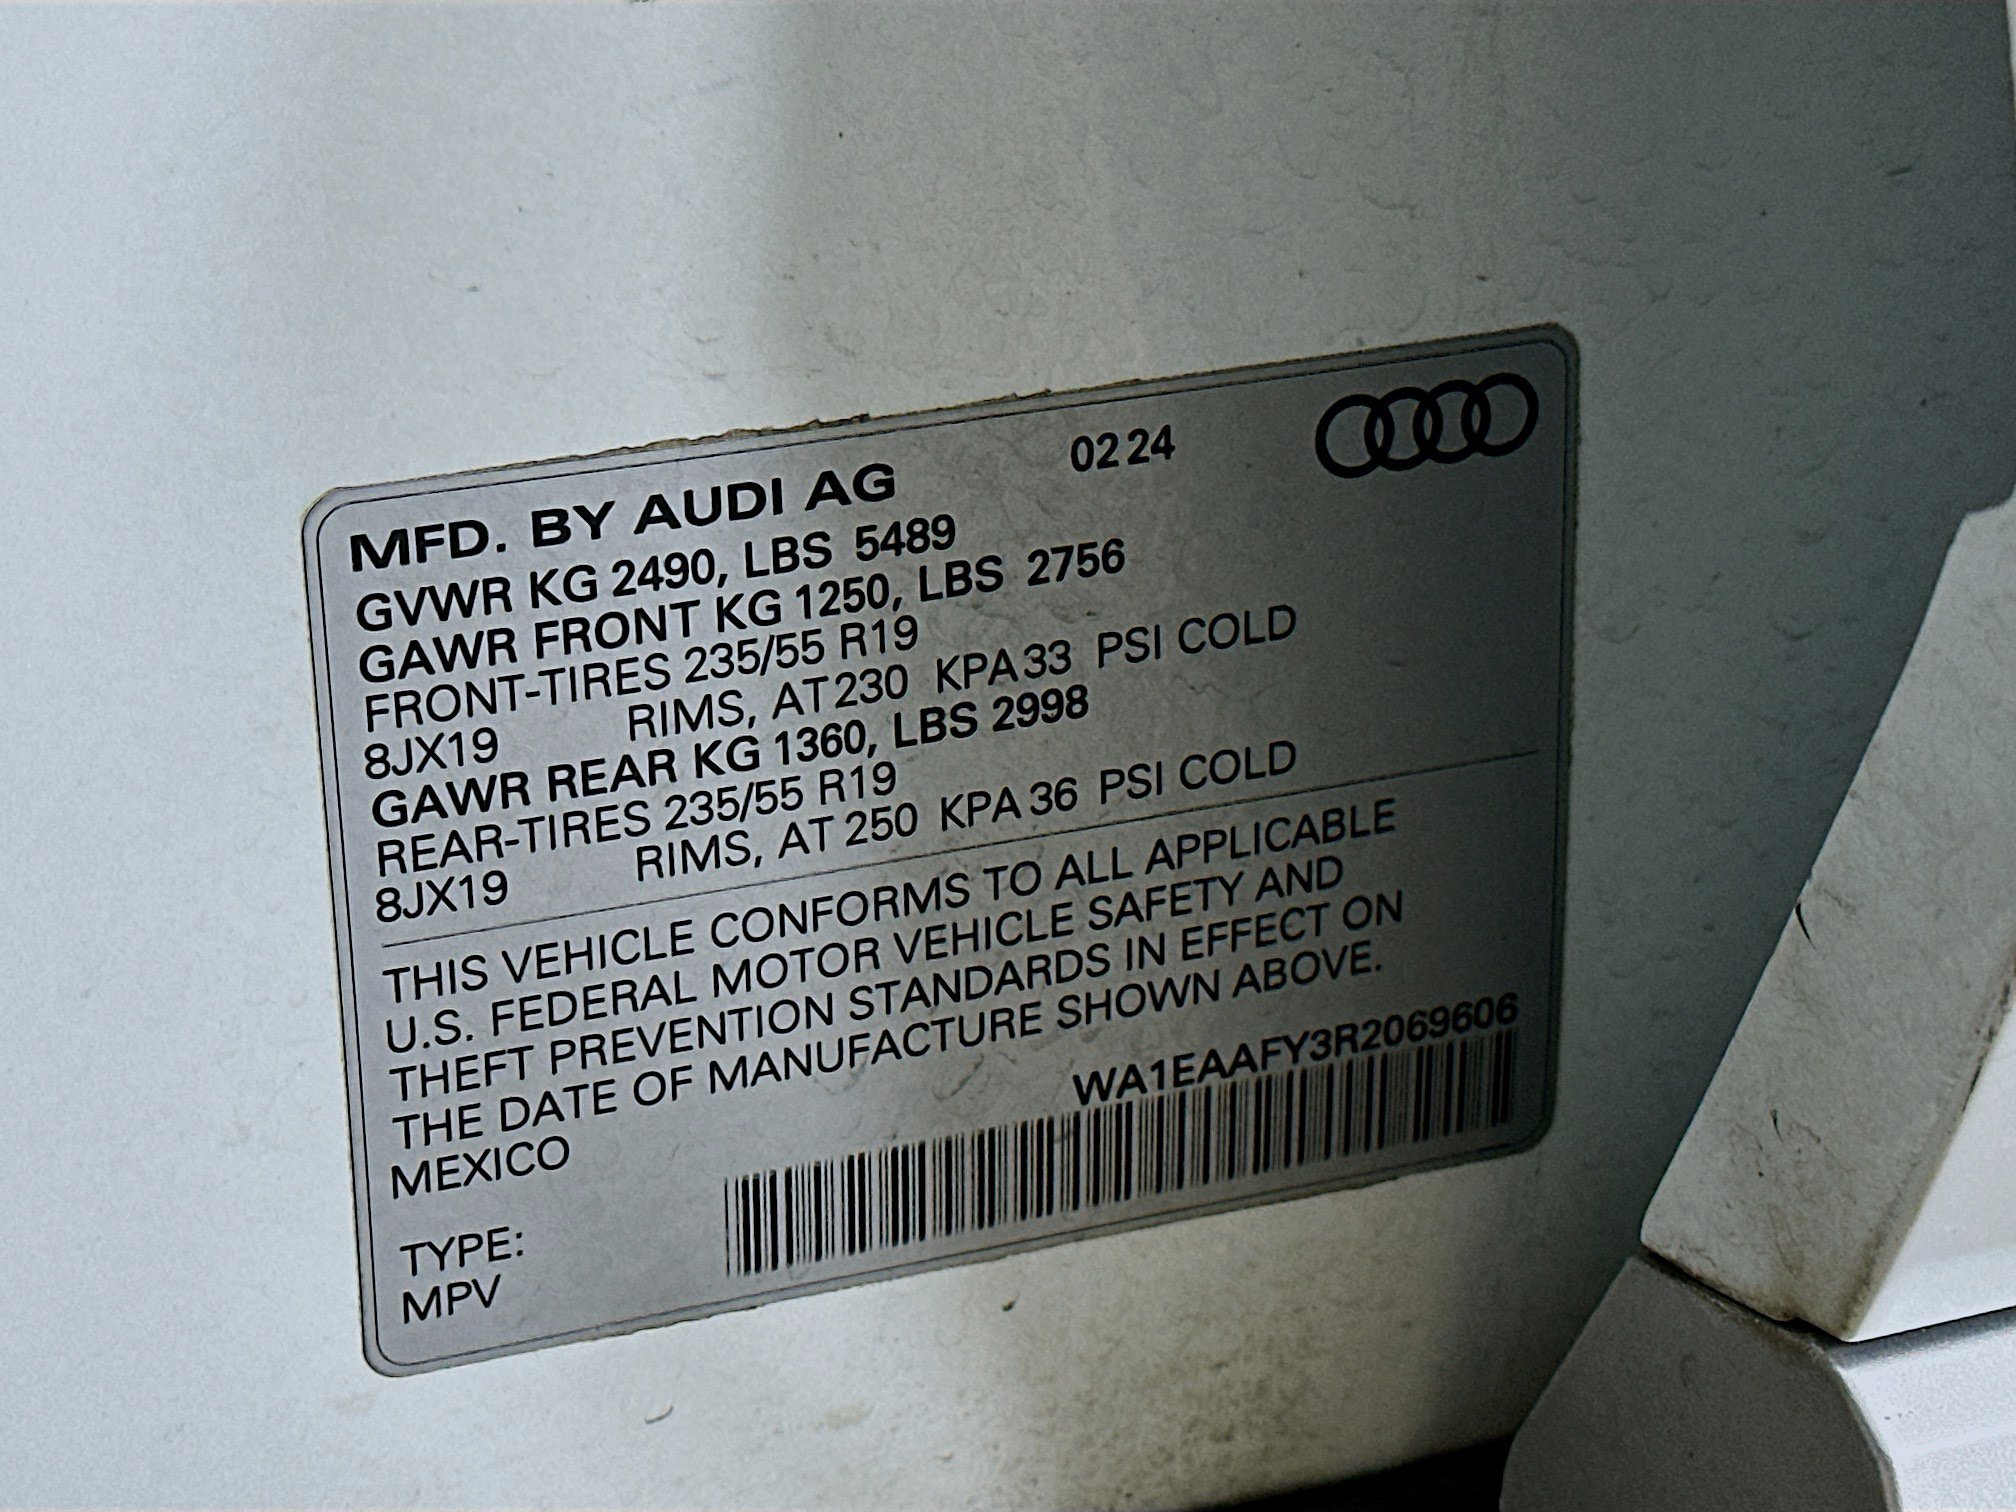 MFD. BY AUDI AG 0224
GVWR KG 2490, LBS 5489
GAWR FRONT KG 1250, LBS 2756
FRONT-TIRES 235/55 R19
8JX19 RIMS, AT 230 KPA 33 PSI COLD
GAWR REAR KG 1360, LBS 2998
REAR-TIRES 235/55 R19
8JX19 RIMS, AT 250 KPA 36 PSI COLD
THIS VEHICLE CONFORMS TO ALL APPLICABLE
U.S. FEDERAL MOTOR VEHICLE SAFETY AND
THEFT PREVENTION STANDARDS IN EFFECT ON
THE DATE OF MANUFACTURE SHOWN ABOVE.
MEXICO WA1EAAFY3R2069606
TYPE:
MPV